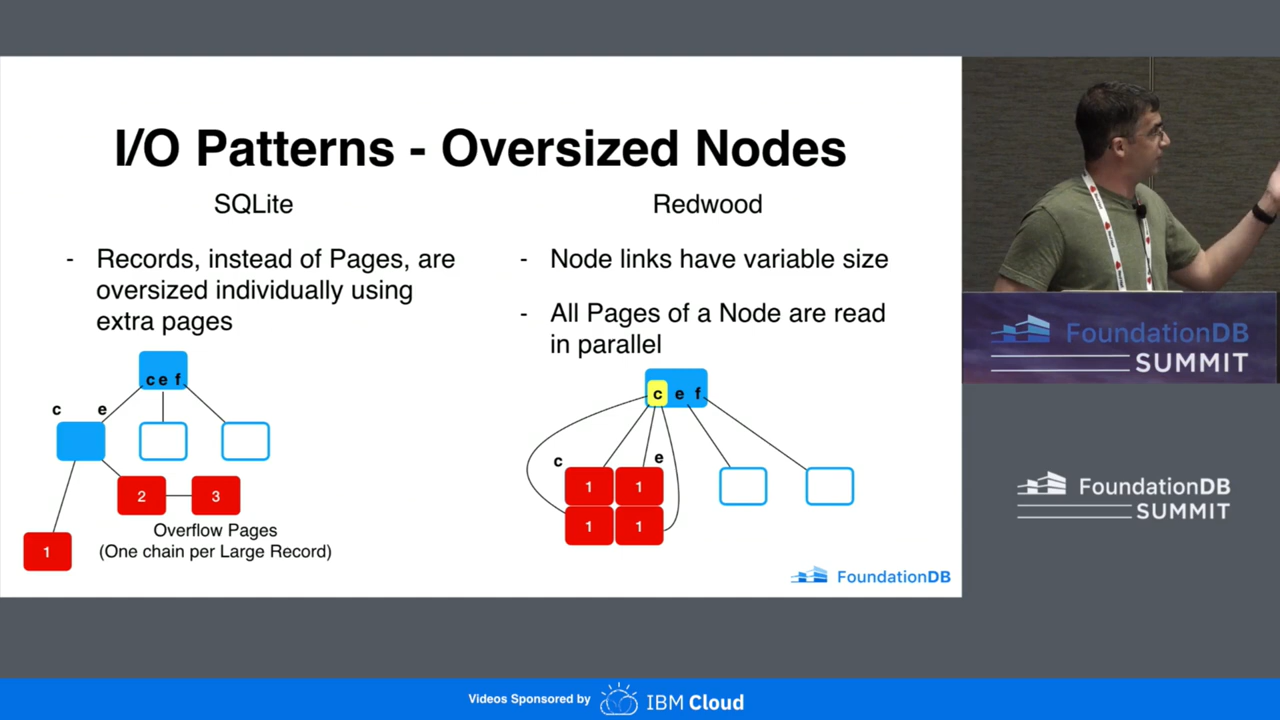 I/O Patterns - Oversized Nodes
SQLite
- Records, instead of Pages, are
oversized individually using
extra pages
c e f
c
e
2
3
Overflow Pages
(One chain per Large Record)
1
Redwood
- Node links have variable size
- All Pages of a Node are read
in parallel
c e f
c
e
1 1
1 1
FoundationDB
FoundationDB
SUMMIT
FoundationDB
SUMMIT
Videos Sponsored by IBM Cloud